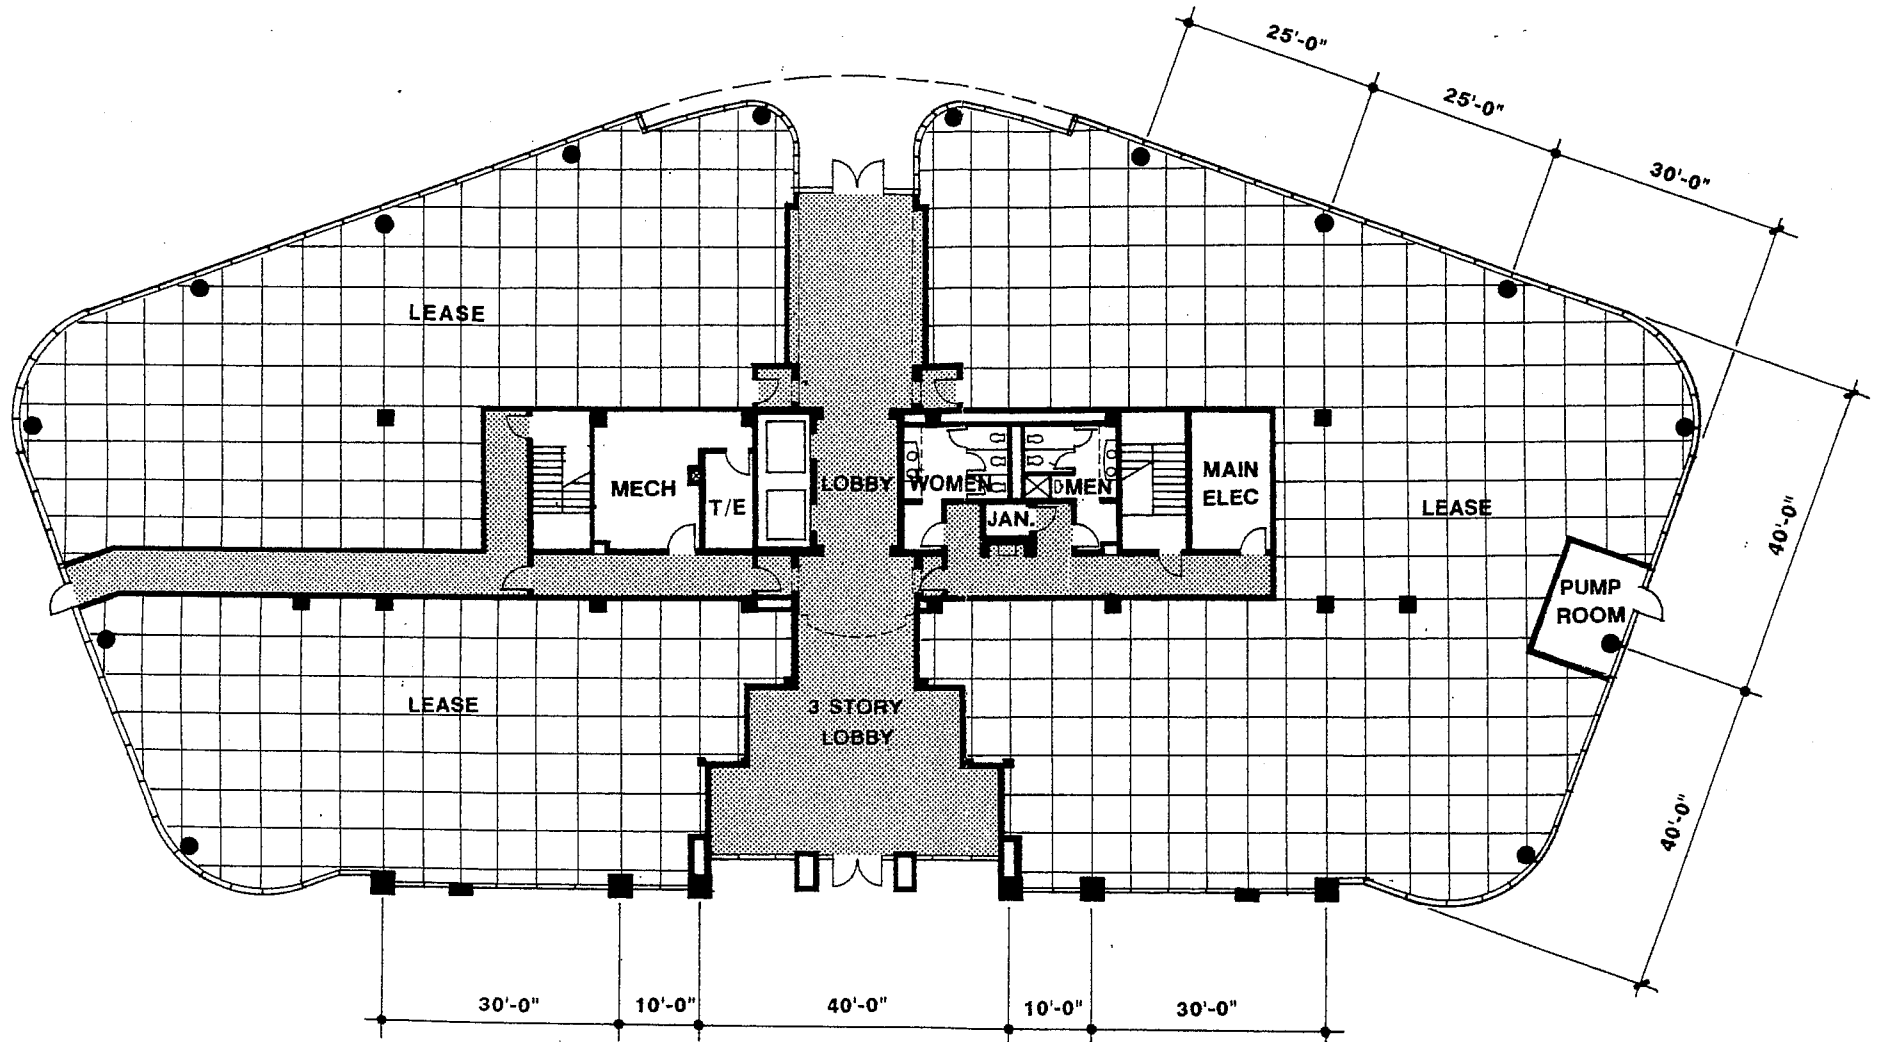 25'-0"
25'-0"
30'-0"
LEASE
MECH
T/E
LOBBY
WOMEN
MEN
JAN.
MAIN
ELEC
LEASE
40'-0"
PUMP
ROOM
LEASE
3 STORY
LOBBY
40'-0"
30'-0"
10'-0"
40'-0"
10'-0"
30'-0"